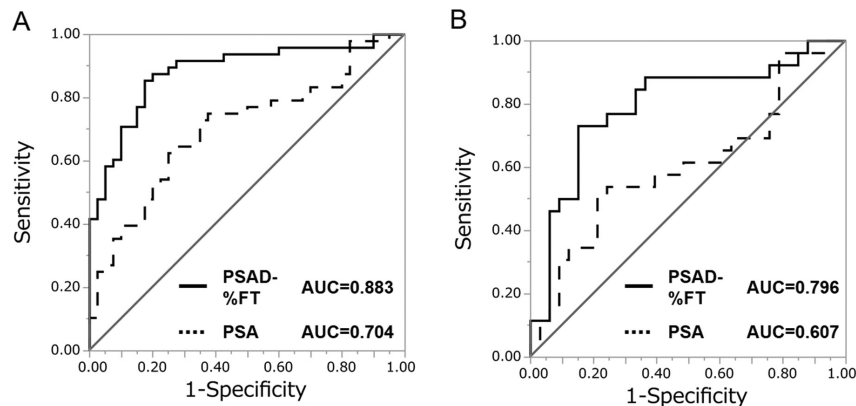 A
1.00
0.80
0.60
0.40
0.20
0.00
Sensitivity
0.00 0.20 0.40 0.60 0.80 1.00
1-Specificity
PSAD-
%FT AUC=0.883
PSA AUC=0.704
B
1.00
0.80
0.60
0.40
0.20
0.00
Sensitivity
0.00 0.20 0.40 0.60 0.80 1.00
1-Specificity
PSAD-
%FT AUC=0.796
PSA AUC=0.607